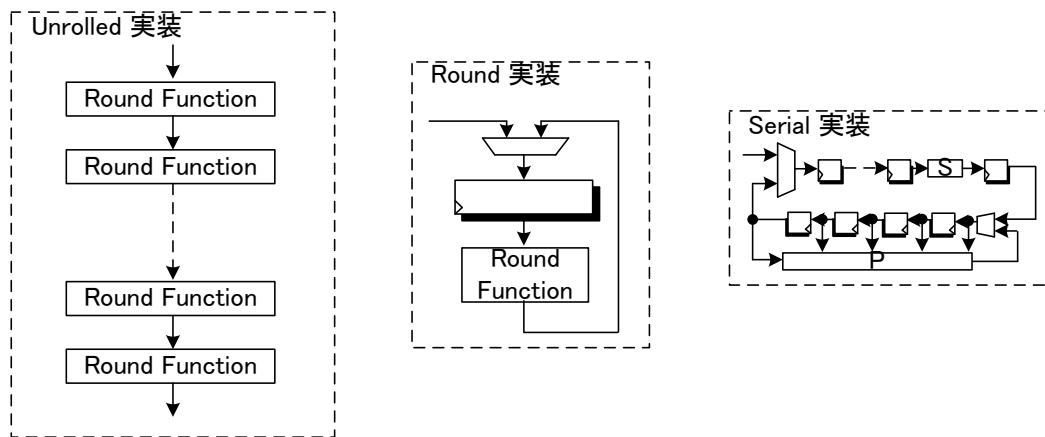 Unrolled 実装
Round Function
Round Function
Round Function
Round Function
Round 実装
Round
Function
Serial 実装
S
P